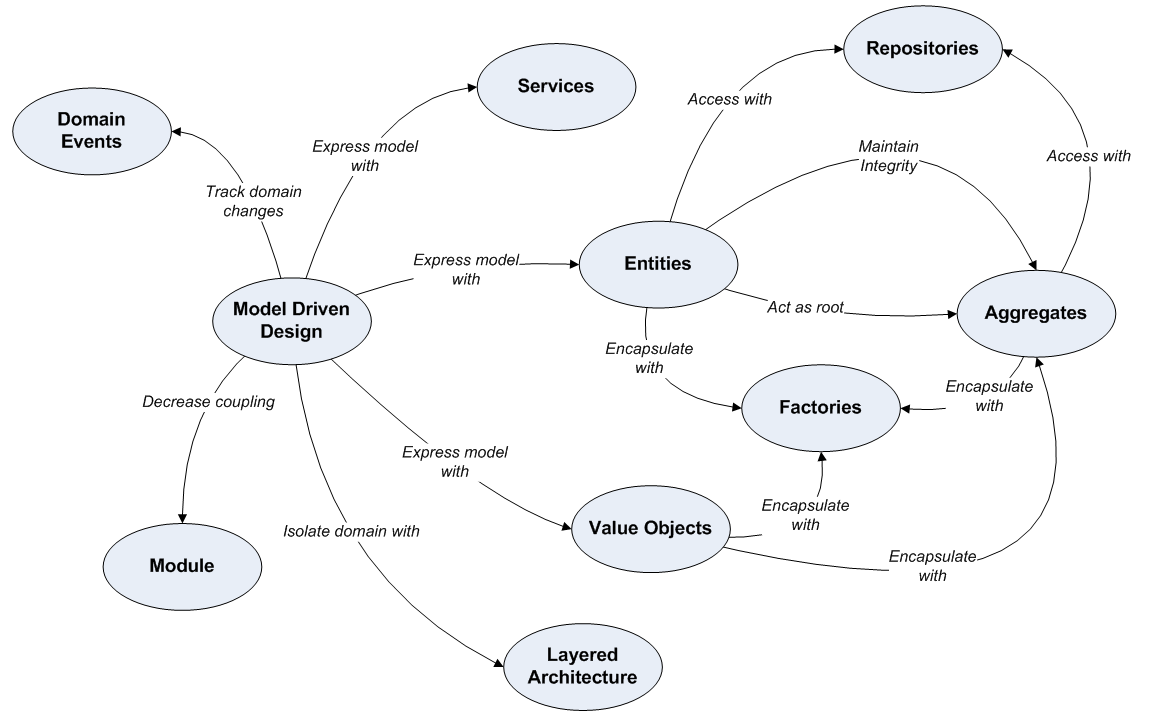 Repositories
Services
Domain
Events
Access with
Express model
with
Maintain
Integrity
Access with
Track domain
changes
Express model
with
Entities
Model Driven
Design
Act as root
Aggregates
Encapsulate
with
Decrease coupling
Factories
Encapsulate
with
Express model
with
Encapsulate
with
Isolate domain with
Value Objects
Encapsulate
with
Module
Layered
Architecture